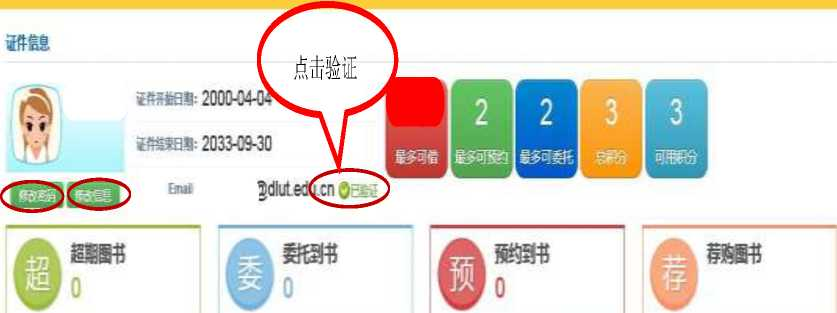 证件信息
点击验证
证件开始日期: 2000-04-04
证件结束日期: 2033-09-30
Email @dlut.edu.cn 已验证
修改密码 修改信息
2 2 3 3
最多可借 最多可预约 最多可委托 总积分 可用积分
超 超期图书 0
委 委托到书 0
预 预约到书 0
荐 荐购图书